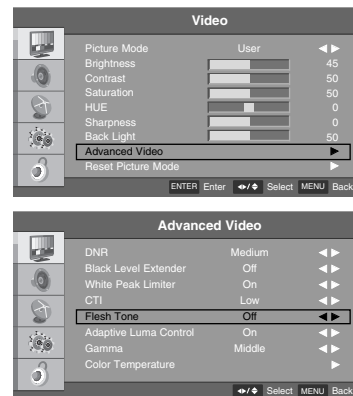 Video
Picture Mode User
Brightness 45
Contrast 50
Saturation 50
HUE 0
Sharpness 0
Back Light 50
Advanced Video
Reset Picture Mode
ENTER Enter Select MENU Back
Advanced Video
DNR Medium
Black Level Extender Off
White Peak Limiter On
CTI Low
Flesh Tone Off
Adaptive Luma Control On
Gamma Middle
Color Temperature
Select MENU Back